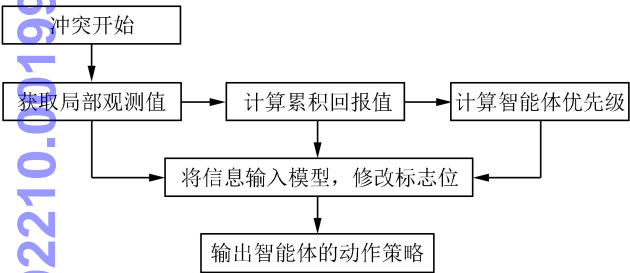 冲突开始
获取局部观测值
计算累积回报值
计算智能体优先级
将信息输入模型，修改标志位
输出智能体的动作策略
02210.00199